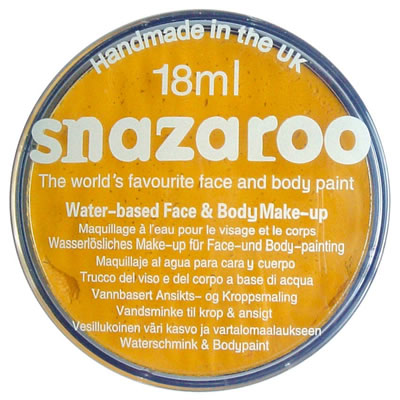 Handmade in the UK
18ml
snazaroo
The world's favourite face and body paint
Water-based Face & Body Make-up
Maquillage à l'eau pour le visage et le corps
Wasserlösliches Make-up für Face-und Body-painting
Maquillaje al agua para cara y cuerpo
Trucco del viso e del corpo a base di acqua
Vannbasert Ansikts- og Kroppsmaling
Vandsminke til krop & ansigt
Vesillukoinen väri kasvo ja vartalomaalaukseen
Waterschmink & Bodypaint